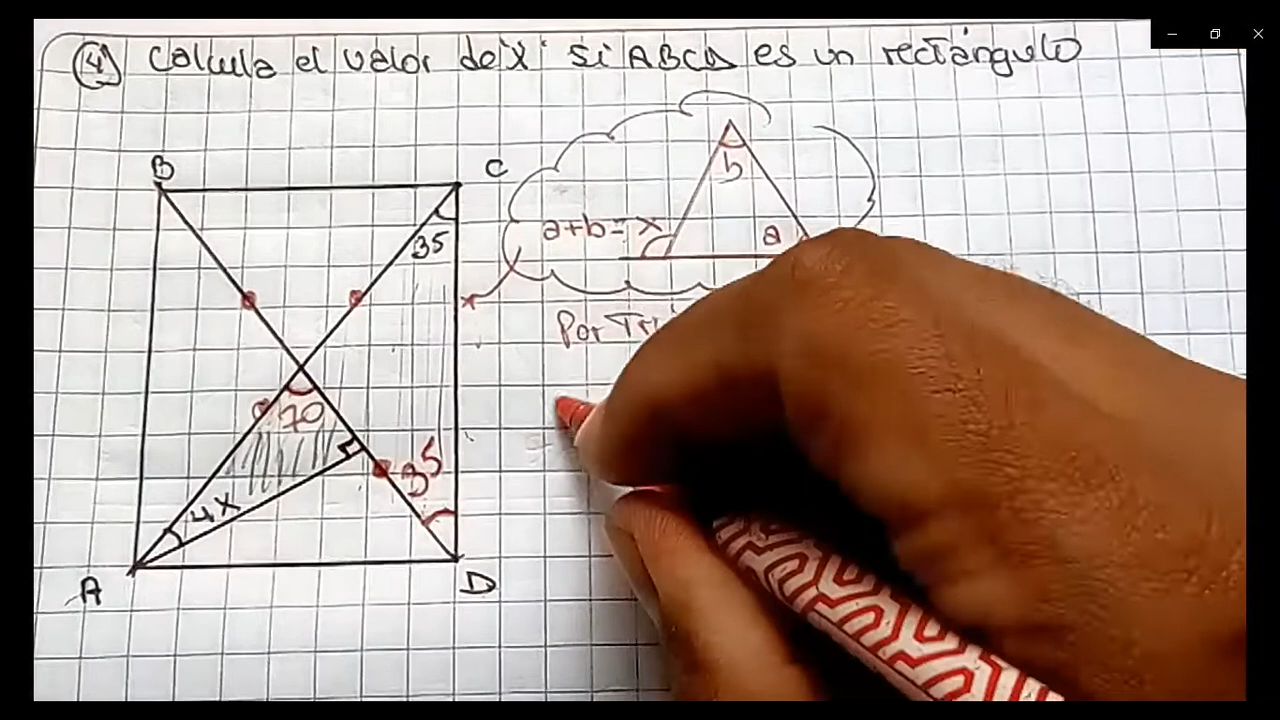 4) Calcula el valor de "x" si ABCD es un rectángulo
B
C
35
b
a+b=x
a
Por
70
35
4x
A
D